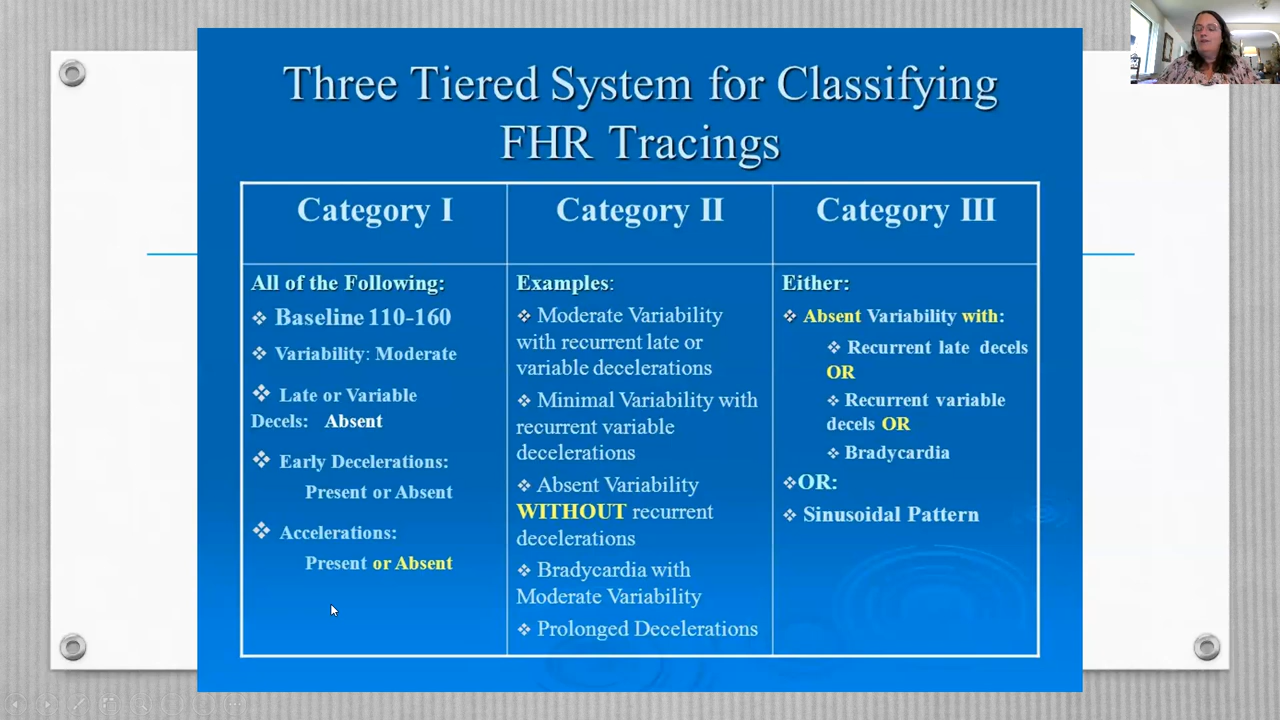 Three Tiered System for Classifying
FHR Tracings
Category I
Category II
Category III
All of the Following:
❖ Baseline 110-160
❖ Variability: Moderate
❖ Late or Variable
Decels: Absent
❖ Early Decelerations:
Present or Absent
❖ Accelerations:
Present or Absent
Examples:
❖ Moderate Variability
with recurrent late or
variable decelerations
❖ Minimal Variability with
recurrent variable
decelerations
❖ Absent Variability
WITHOUT recurrent
decelerations
❖ Bradycardia with
Moderate Variability
❖ Prolonged Decelerations
Either:
❖ Absent Variability with:
❖ Recurrent late decels
OR
❖ Recurrent variable
decels OR
❖ Bradycardia
❖OR:
❖ Sinusoidal Pattern